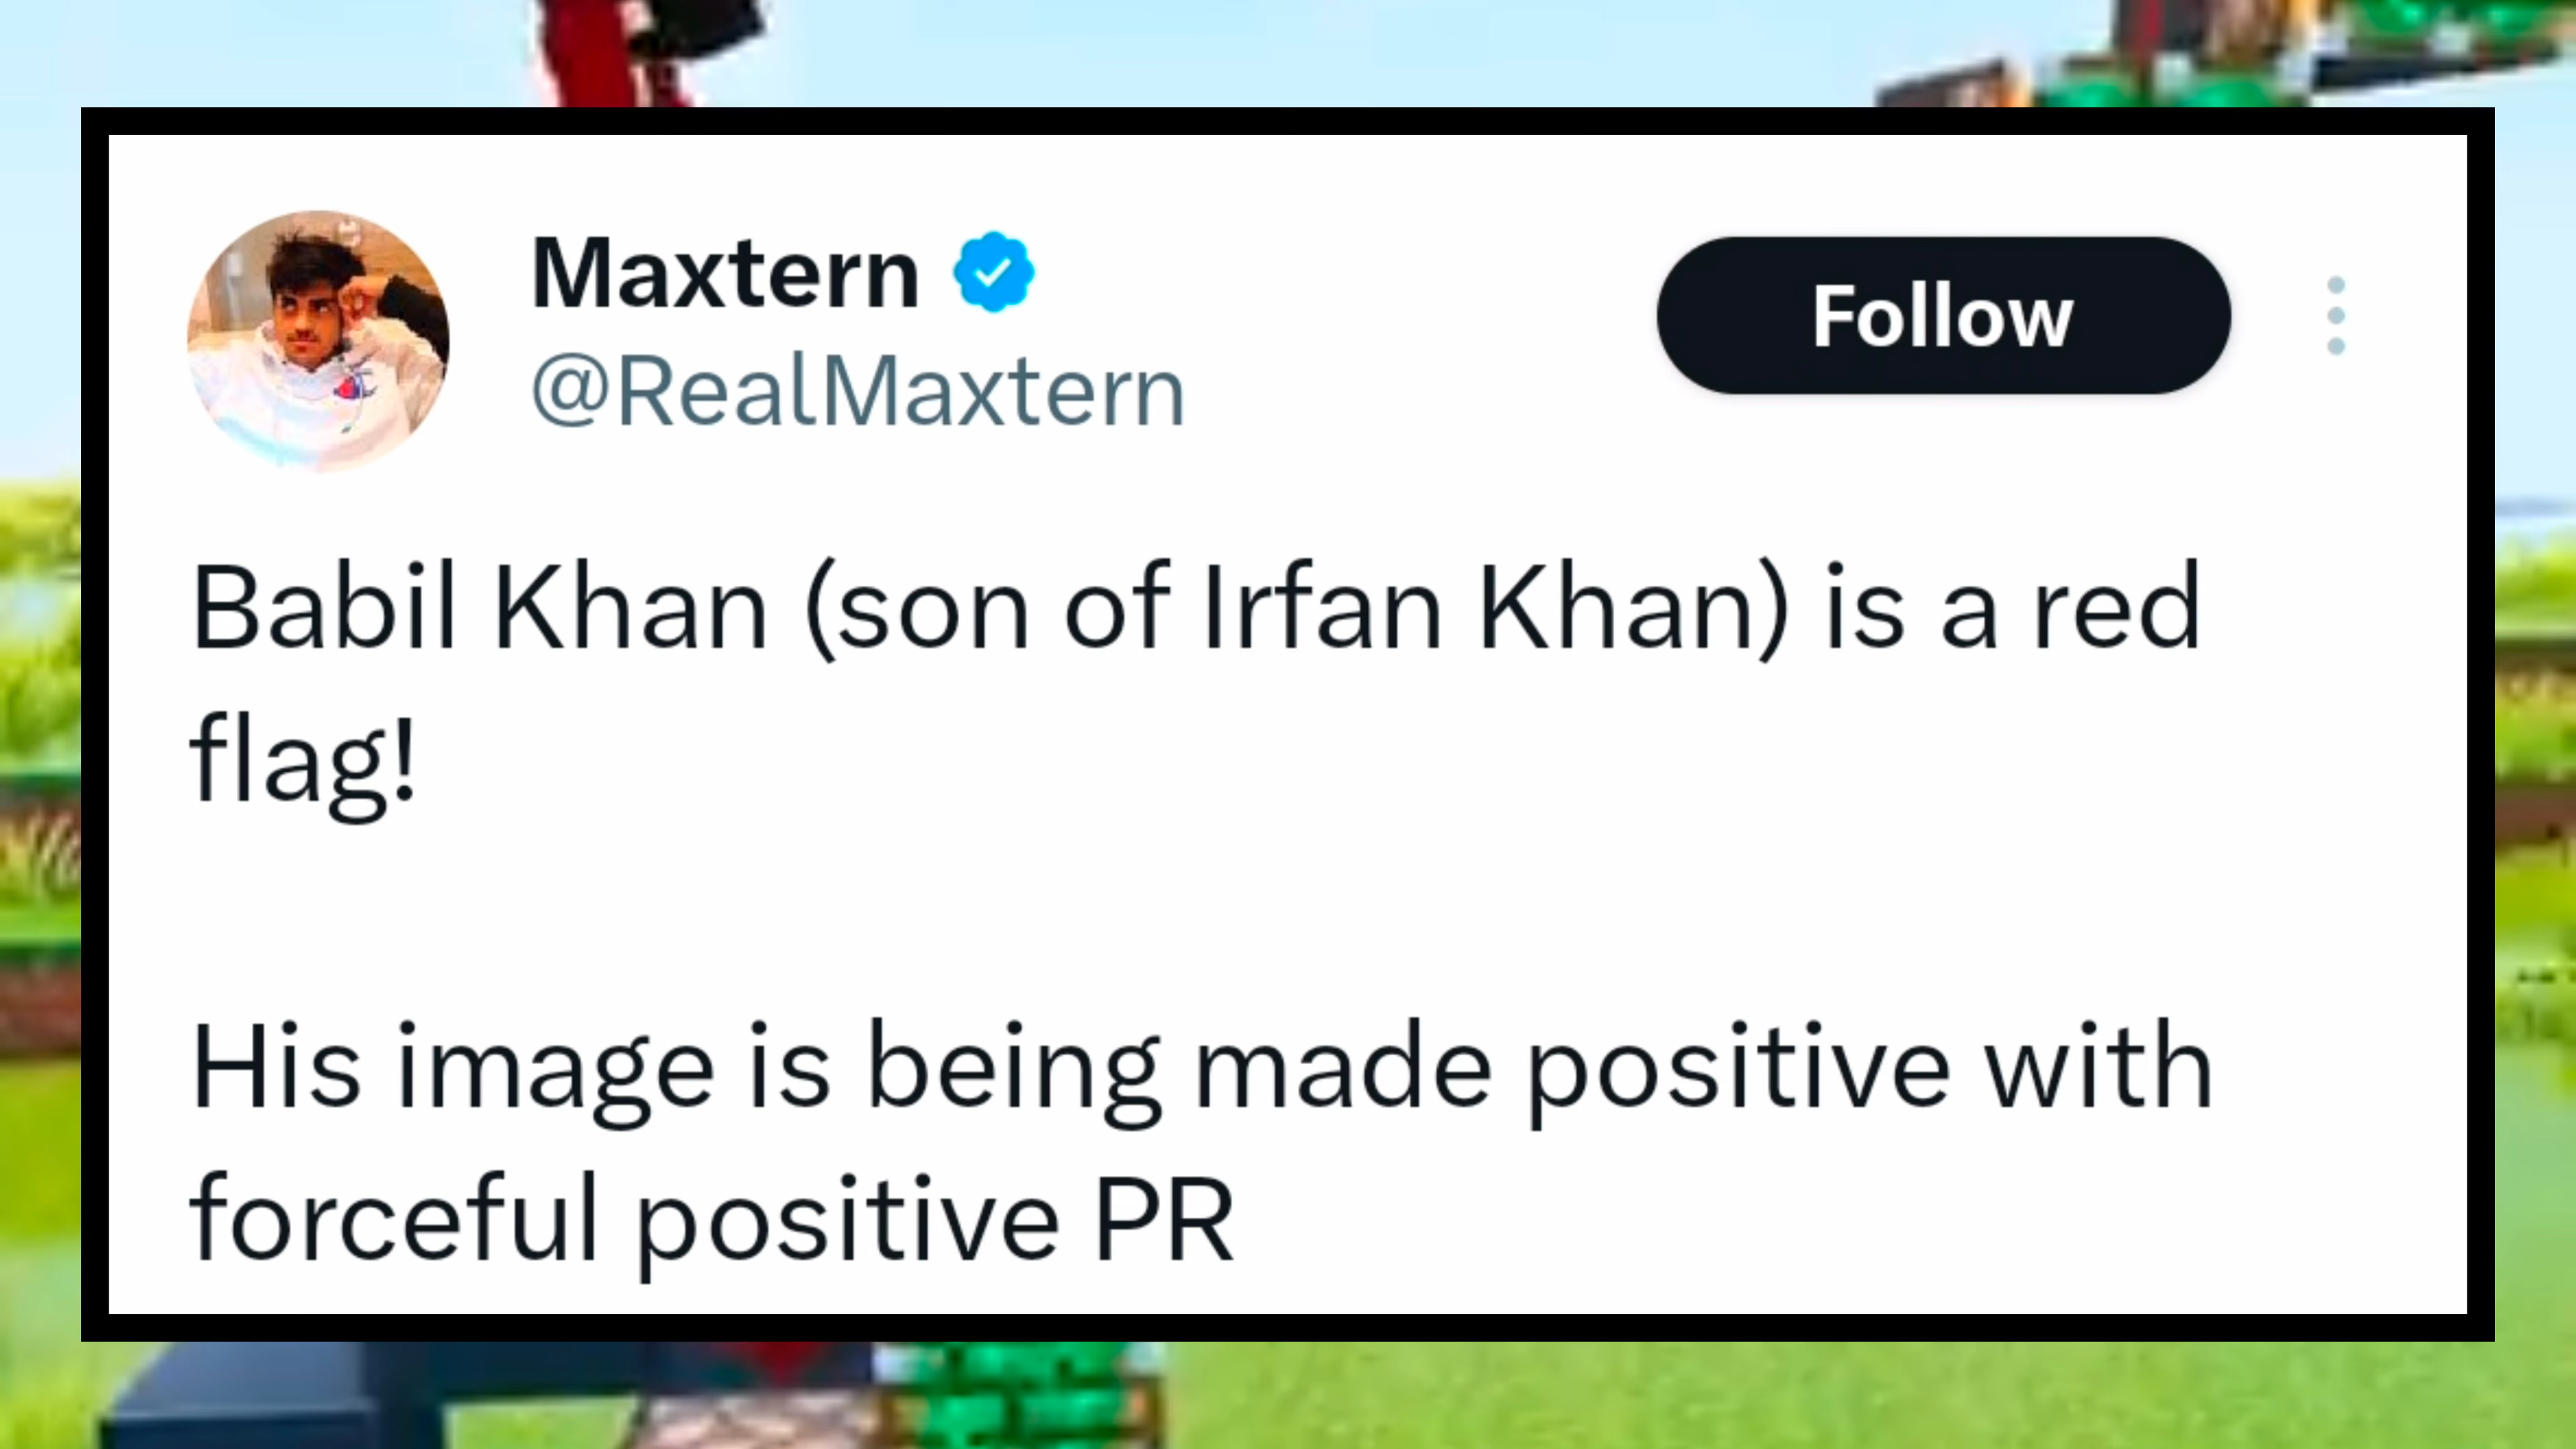 Maxtern
@RealMaxtern
Follow
Babil Khan (son of Irfan Khan) is a red
flag!
His image is being made positive with
forceful positive PR